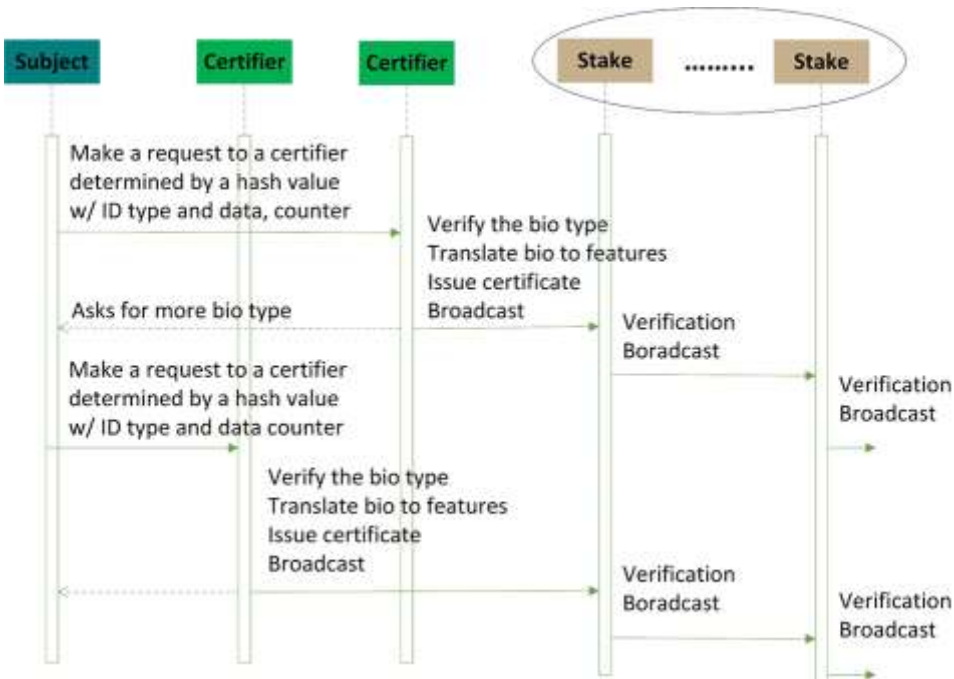 Subject
Certifier
Certifier
Stake
.........
Stake
Make a request to a certifier
determined by a hash value
w/ ID type and data, counter
Verify the bio type
Translate bio to features
Issue certificate
Broadcast
Asks for more bio type
Verification
Boradcast
Make a request to a certifier
determined by a hash value
w/ ID type and data counter
Verification
Broadcast
Verify the bio type
Translate bio to features
Issue certificate
Broadcast
Verification
Boradcast
Verification
Broadcast